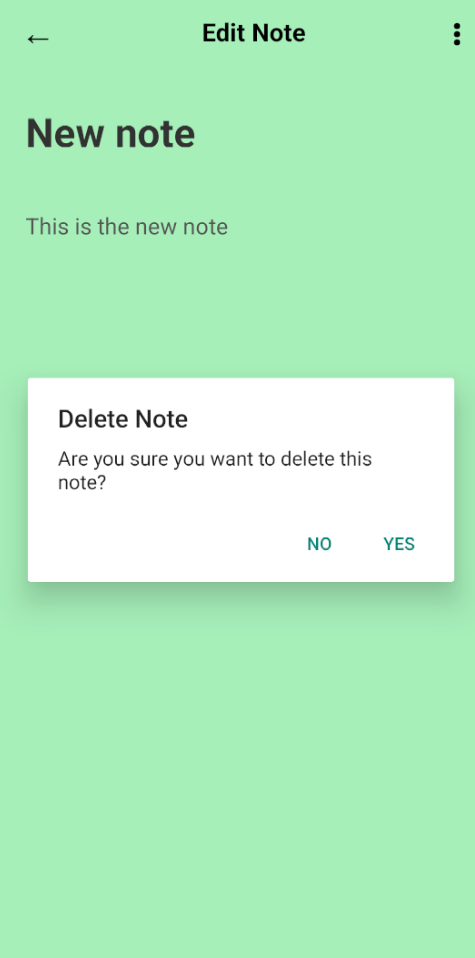 Edit Note
New note
This is the new note
Delete Note
Are you sure you want to delete this
note?
NO YES